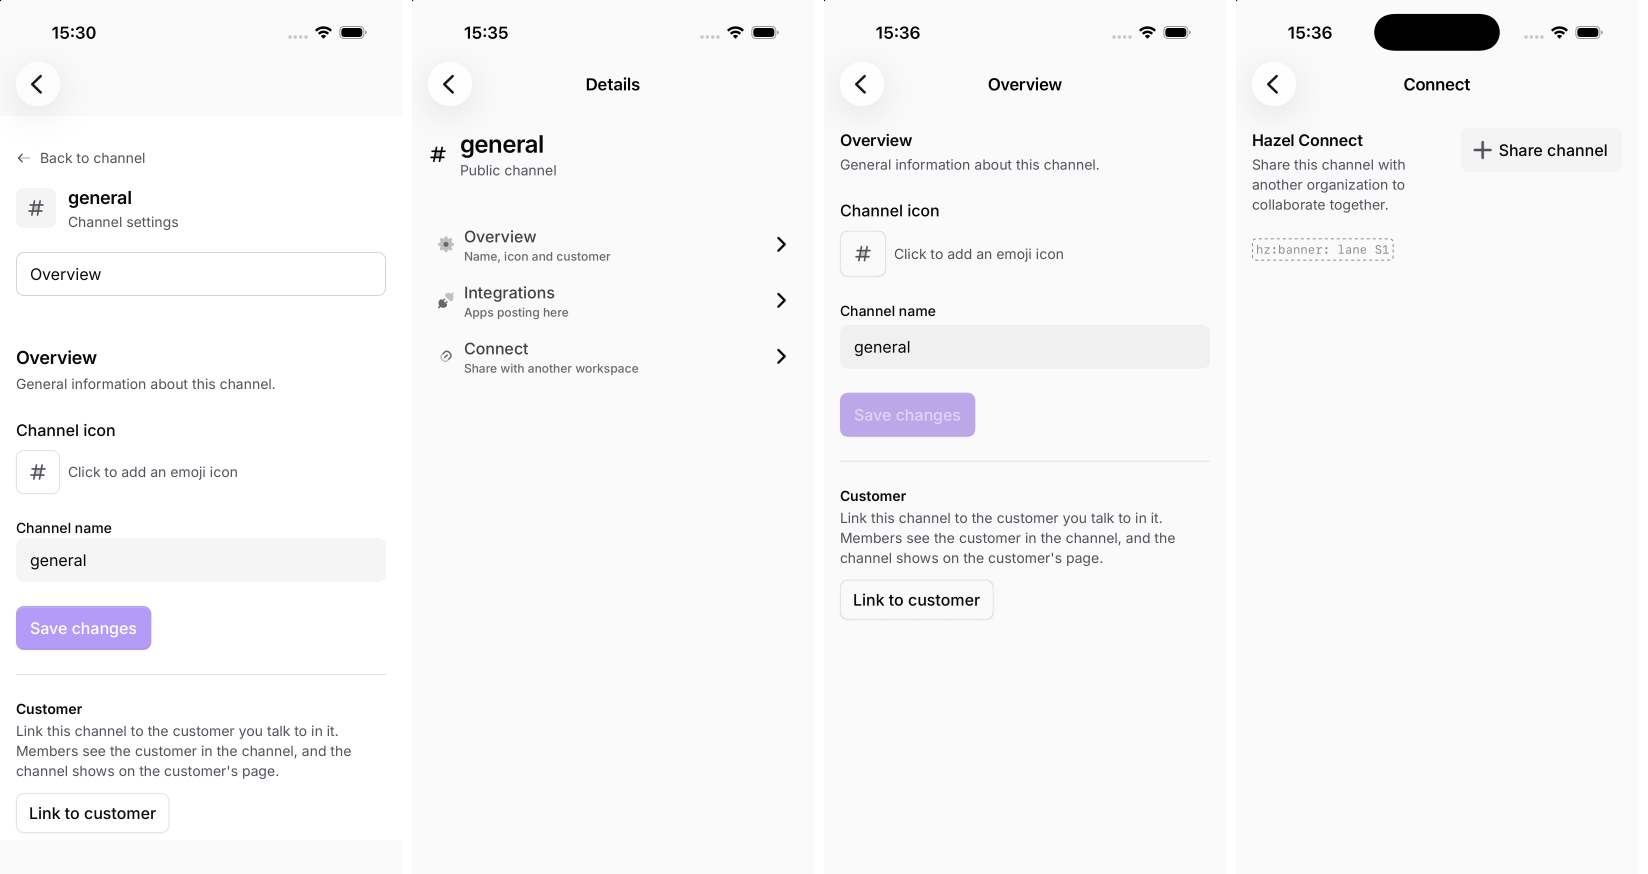 15:30
Back to channel
#
general
Channel settings
Overview
Overview
General information about this channel.
Channel icon
#
Click to add an emoji icon
Channel name
general
Save changes
Customer
Link this channel to the customer you talk to in it.
Members see the customer in the channel, and the
channel shows on the customer's page.
Link to customer
15:35
Details
#
general
Public channel
Overview
Name, icon and customer
Integrations
Apps posting here
Connect
Share with another workspace
15:36
Overview
Overview
General information about this channel.
Channel icon
#
Click to add an emoji icon
Channel name
general
Save changes
Customer
Link this channel to the customer you talk to in it.
Members see the customer in the channel, and the
channel shows on the customer's page.
Link to customer
15:36
Connect
Hazel Connect
Share this channel with
another organization to
collaborate together.
Share channel
hz:banner: lane S1